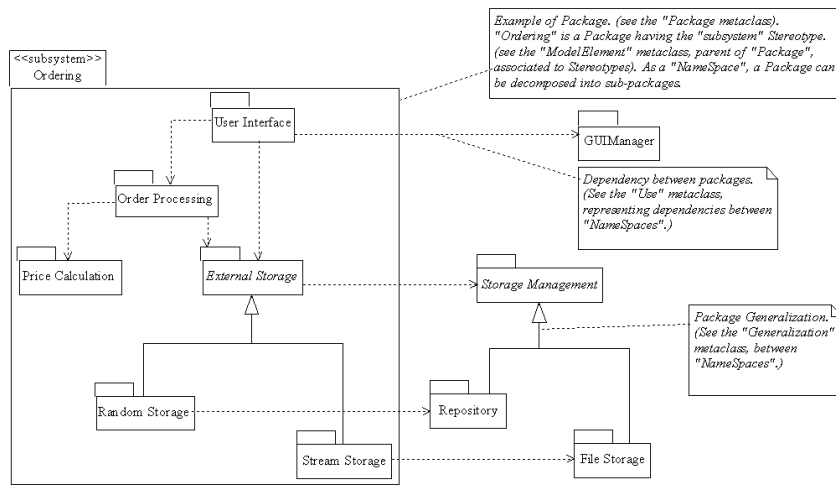 Example of Package. (see the "Package metaclass).
"Ordering" is a Package having the"subsystem" Stereotype.
(see the "ModelElement" metaclass, parent of "Package",
associated to Stereotypes). As a "NameSpace", a Package can
be decomposed into sub-packages.
<<subsystem>>
Ordering
User Interface
GUIManager
Dependency between packages.
(See the "Use" metaclass,
representing dependencies between
"NameSpaces".)
Order Processing
Price Calculation
External Storage
Storage Management
Package Generalization.
(See the "Generalization"
metaclass, between
"NameSpaces".)
Random Storage
Repository
Stream Storage
File Storage